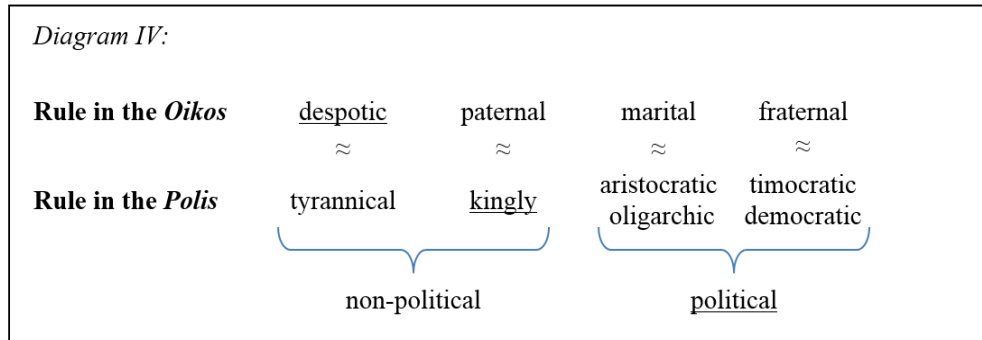 Diagram IV:
Rule in the Oikos despotic paternal marital fraternal
≈ ≈ ≈ ≈
Rule in the Polis tyrannical kingly aristocratic oligarchic timocratic democratic
non-political political